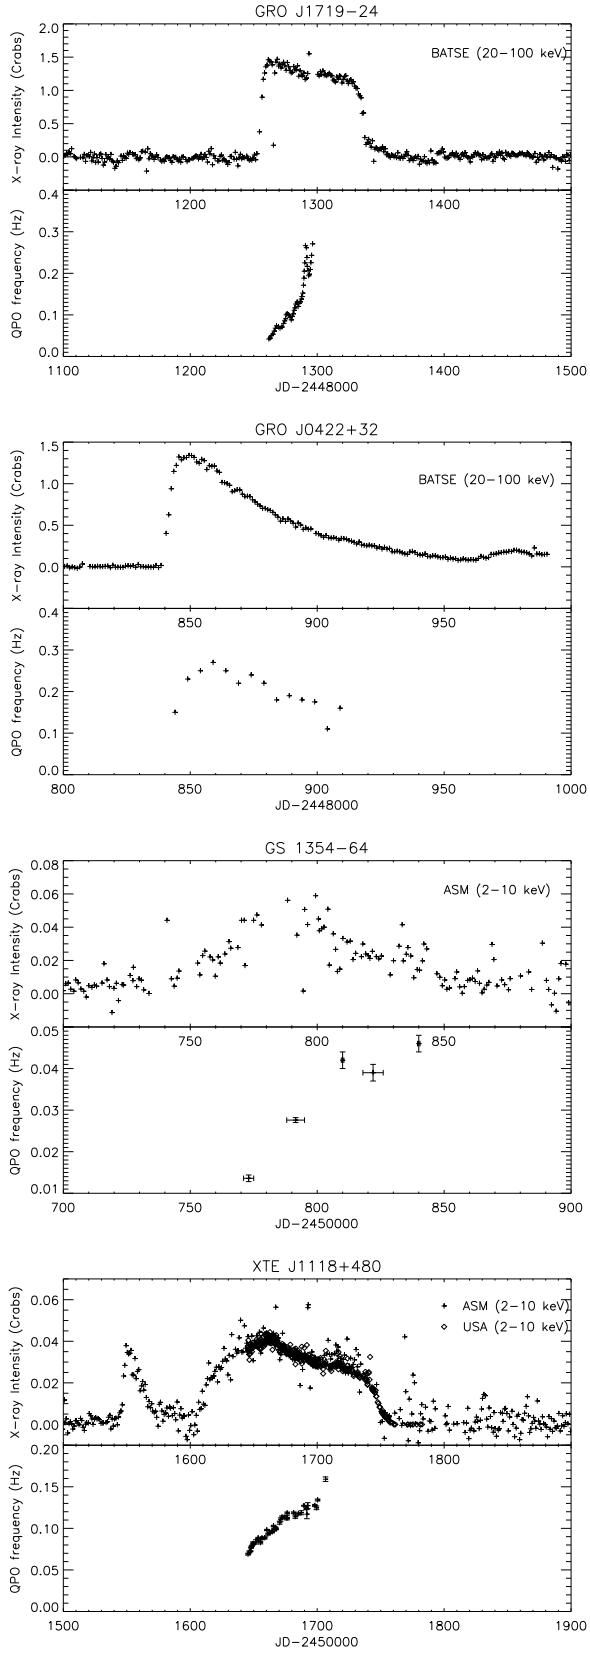 GRO J1719−24
BATSE (20−100 keV)
X−ray Intensity (Crabs)
2.0
1.5
1.0
0.5
0.0
1200 1300 1400
QPO frequency (Hz)
0.4
0.3
0.2
0.1
0.0
1100 1200 1300 1400 1500
JD−2448000
GRO J0422+32
BATSE (20−100 keV)
X−ray Intensity (Crabs)
1.5
1.0
0.5
0.0
850 900 950
QPO frequency (Hz)
0.4
0.3
0.2
0.1
0.0
800 850 900 950 1000
JD−2448000
GS 1354−64
ASM (2−10 keV)
X−ray Intensity (Crabs)
0.08
0.06
0.04
0.02
0.00
750 800 850
QPO frequency (Hz)
0.05
0.04
0.03
0.02
0.01
700 750 800 850 900
JD−2450000
XTE J1118+480
ASM (2−10 keV)
USA (2−10 keV)
X−ray Intensity (Crabs)
0.06
0.04
0.02
0.00
1600 1700 1800
QPO frequency (Hz)
0.20
0.15
0.10
0.05
0.00
1500 1600 1700 1800 1900
JD−2450000